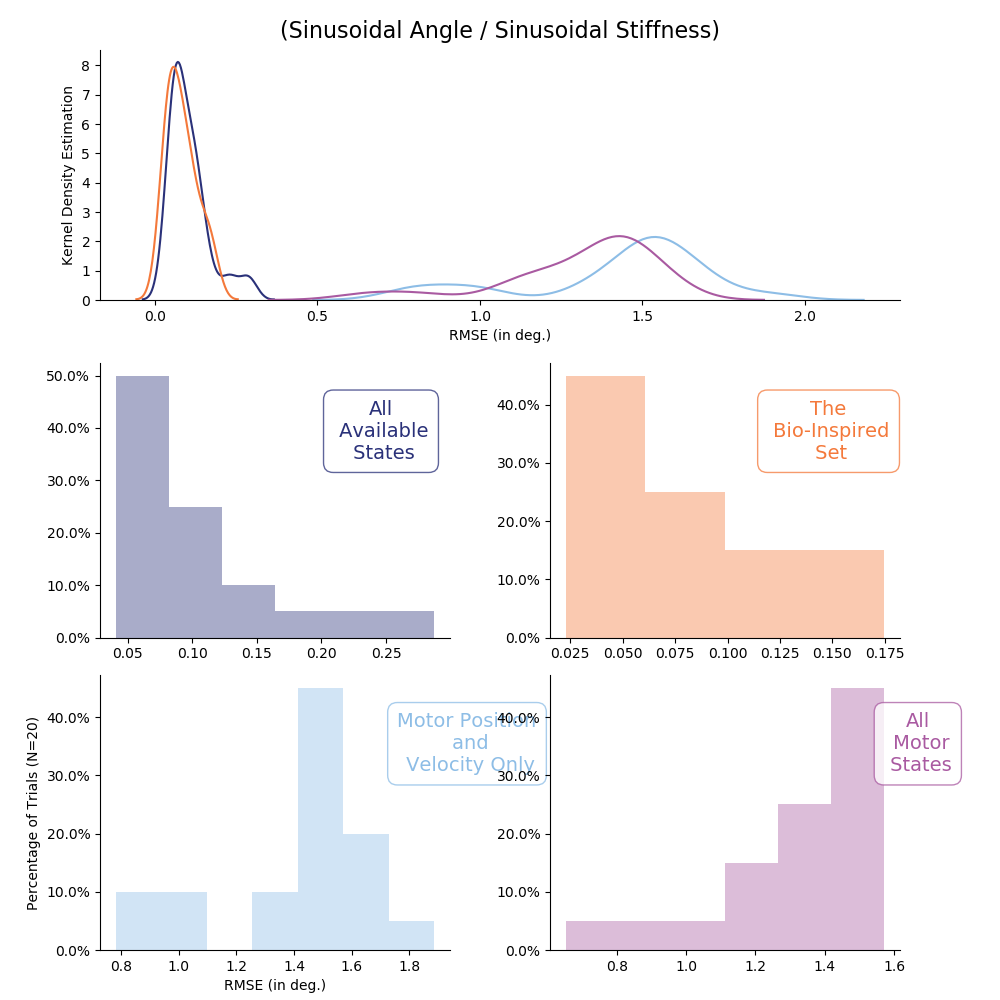 (Sinusoidal Angle / Sinusoidal Stiffness)
Kernel Density Estimation
8
7
6
5
4
3
2
1
0
0.0 0.5 1.0 1.5 2.0
RMSE (in deg.)
50.0%
40.0%
30.0%
20.0%
10.0%
0.0%
All
Available
States
0.05 0.10 0.15 0.20 0.25
40.0%
30.0%
20.0%
10.0%
0.0%
The
Bio-Inspired
Set
0.025 0.050 0.075 0.100 0.125 0.150 0.175
Percentage of Trials (N=20)
40.0%
30.0%
20.0%
10.0%
0.0%
Motor Position
and
Velocity Only
0.8 1.0 1.2 1.4 1.6 1.8
RMSE (in deg.)
40.0%
30.0%
20.0%
10.0%
0.0%
All
Motor
States
0.8 1.0 1.2 1.4 1.6